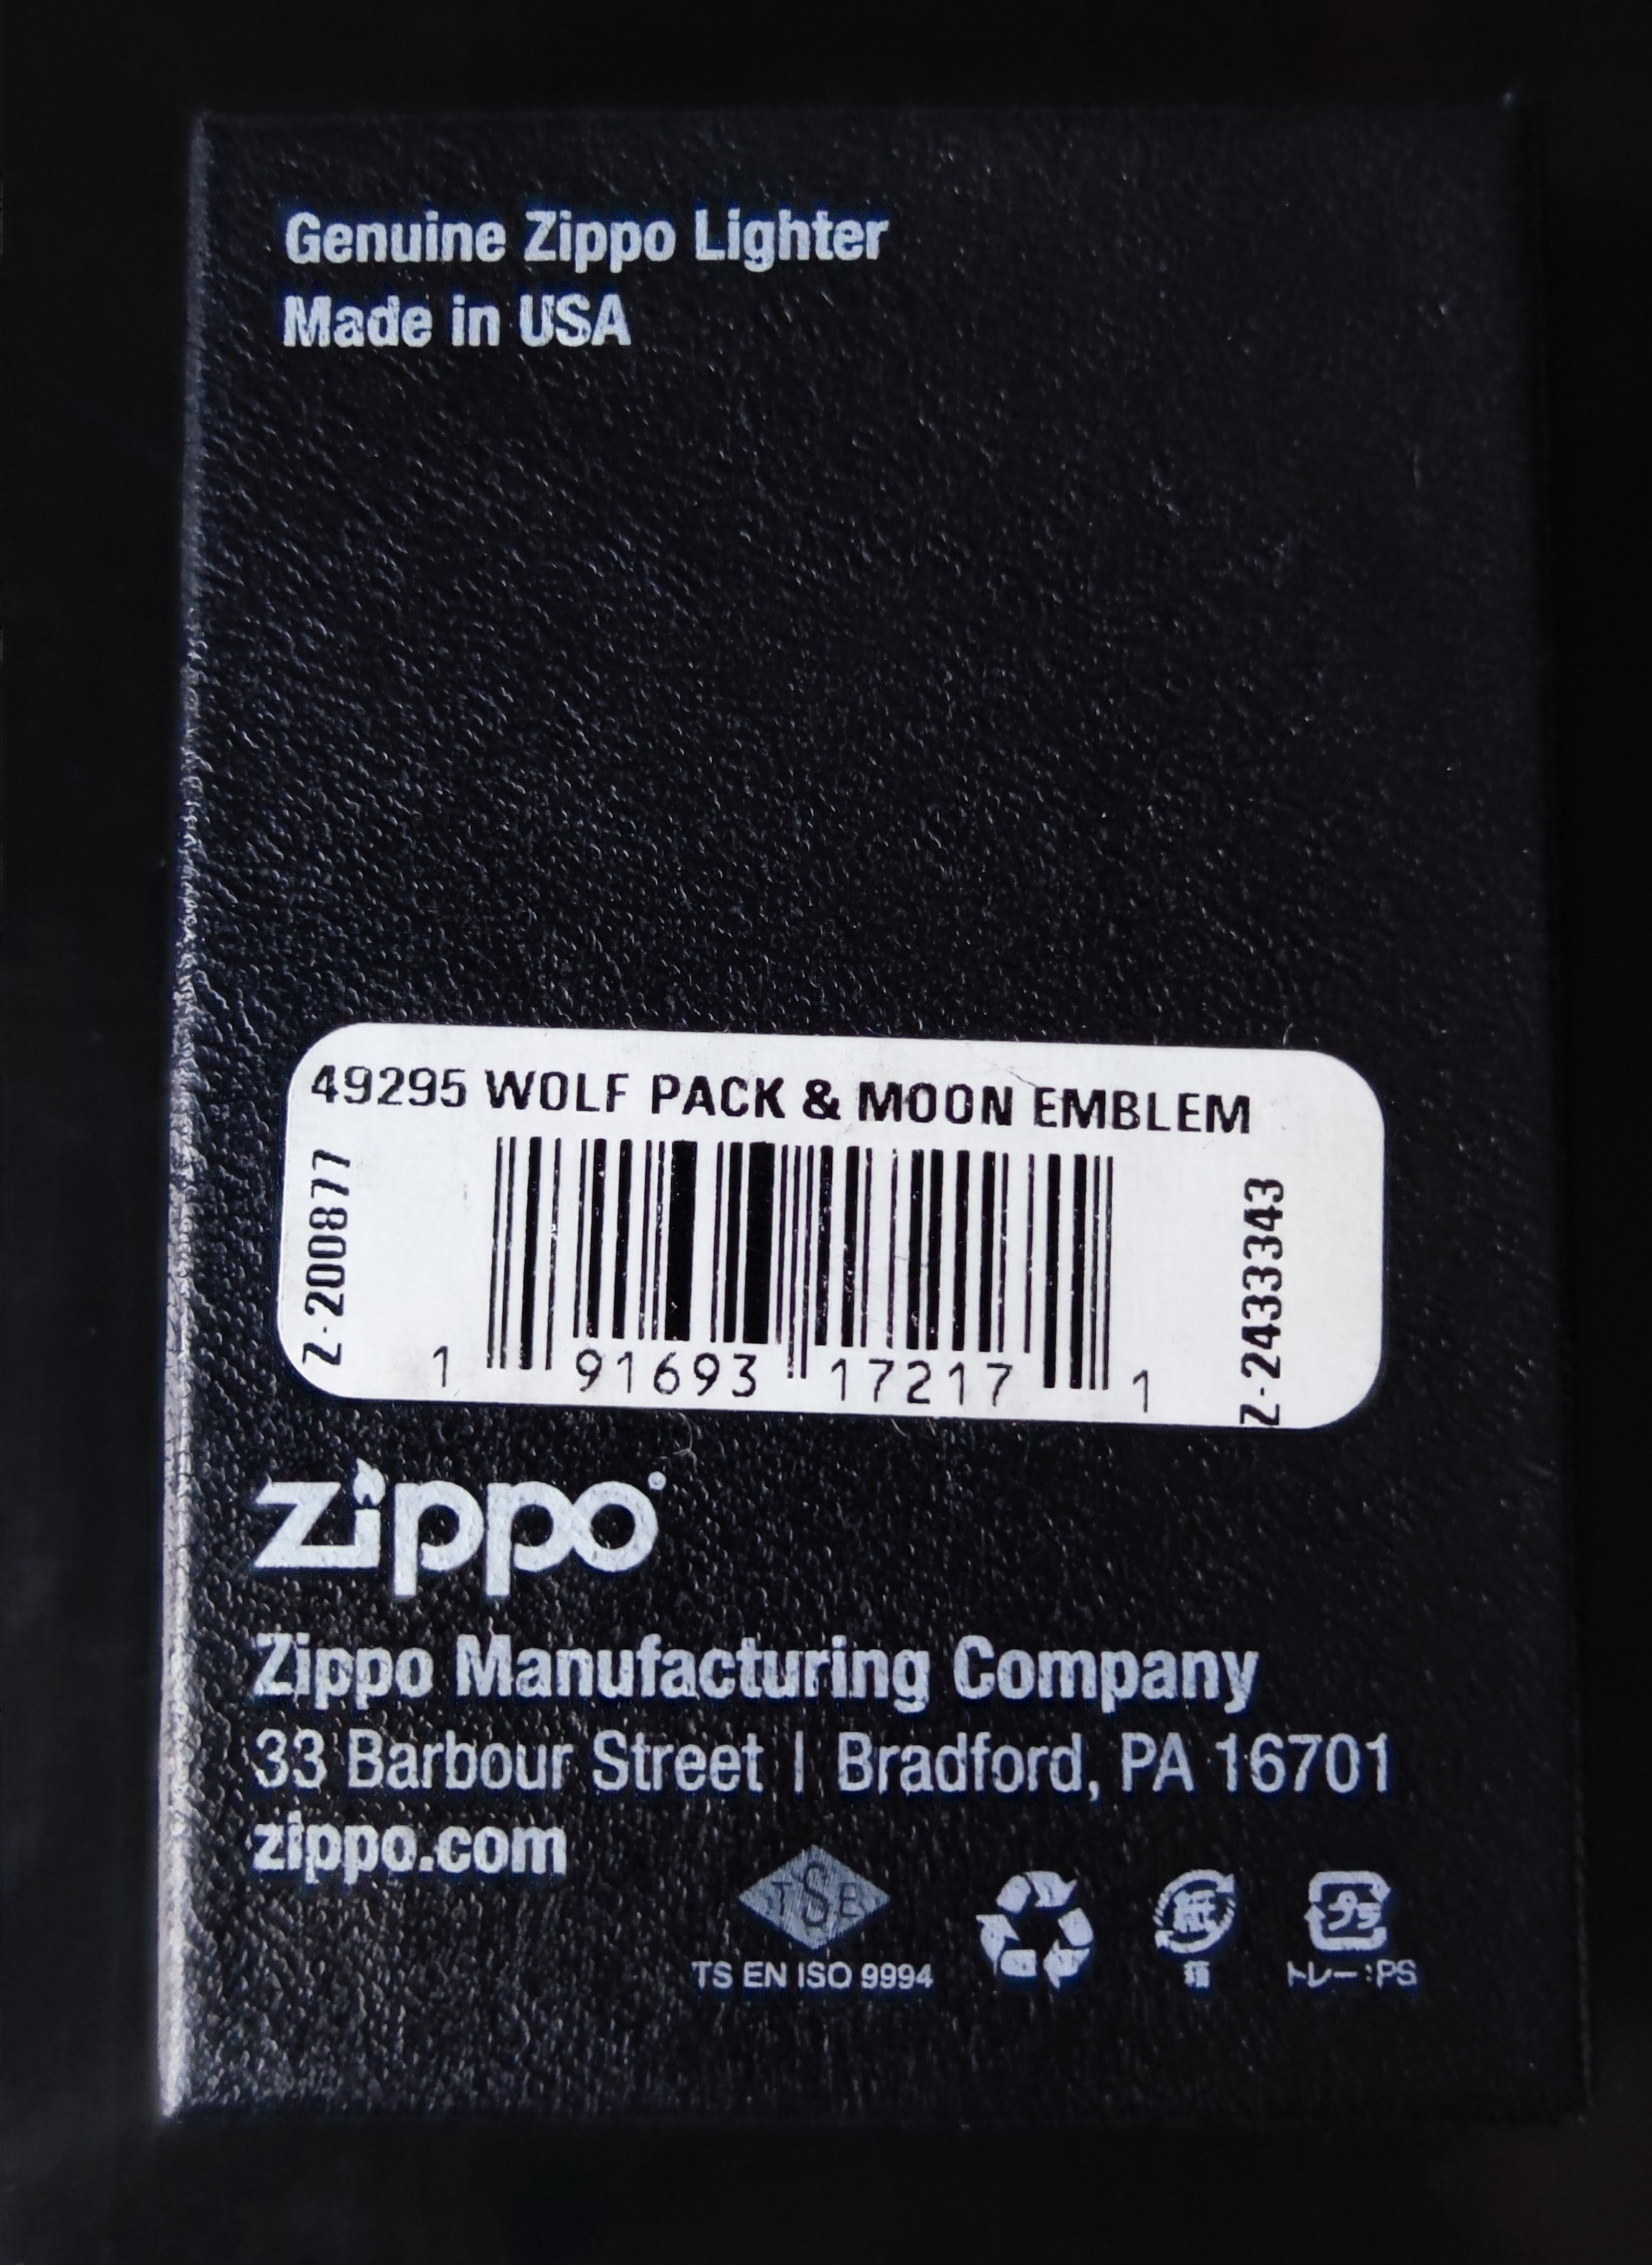 Genuine Zippo Lighter
Made in USA
49295 WOLF PACK & MOON EMBLEM
Z-200877
Z-2433343
1 91693 17217 1
zippo®
Zippo Manufacturing Company
33 Barbour Street | Bradford, PA 16701
zippo.com
TSE
TS EN ISO 9994
紙
箱
プラ
トレー:PS